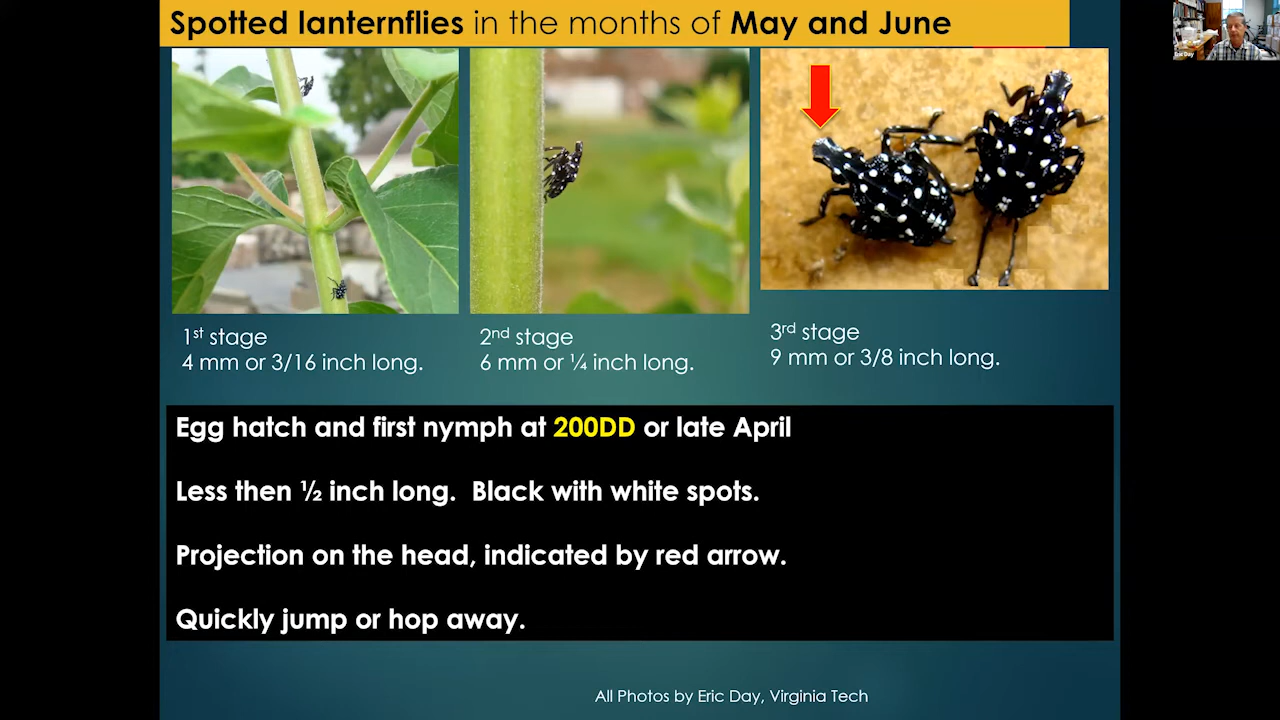 Spotted lanternflies in the months of May and June
Eric Day
1st stage
4 mm or 3/16 inch long.
2nd stage
6 mm or ¼ inch long.
3rd stage
9 mm or 3/8 inch long.
Egg hatch and first nymph at 200DD or late April
Less then ½ inch long. Black with white spots.
Projection on the head, indicated by red arrow.
Quickly jump or hop away.
All Photos by Eric Day, Virginia Tech